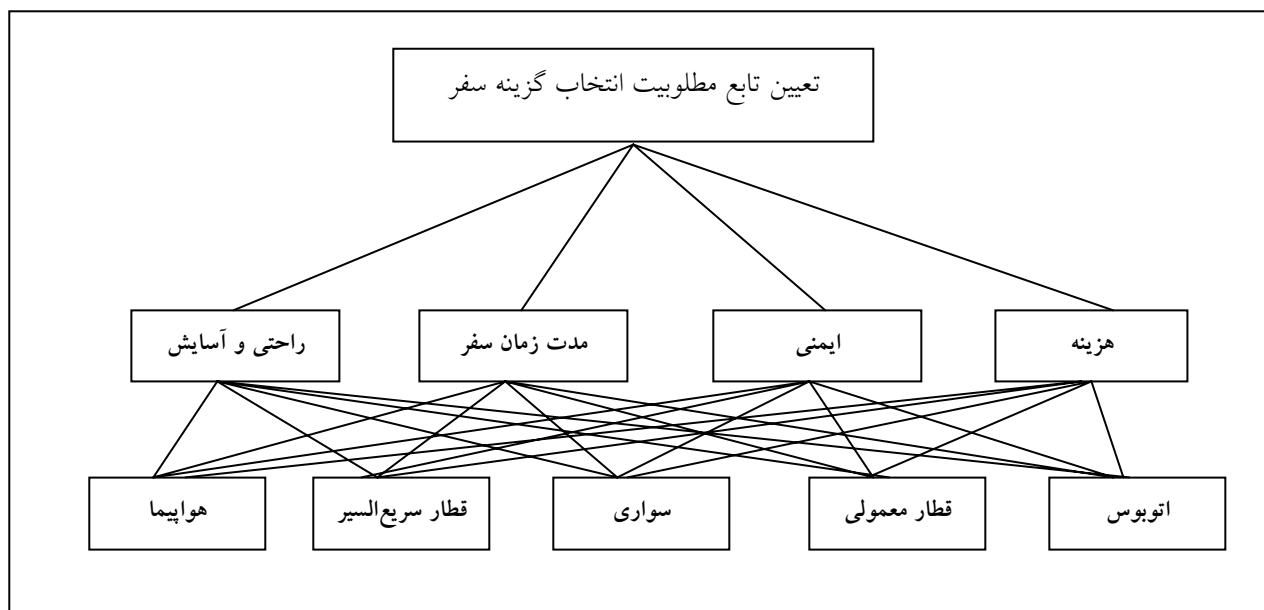 تعیین تابع مطلوبیت انتخاب گزینه سفر
هزینه
ایمنی
مدت زمان سفر
راحتی و آسایش
اتوبوس
قطار معمولی
سواری
قطار سریع‌السیر
هواپیما